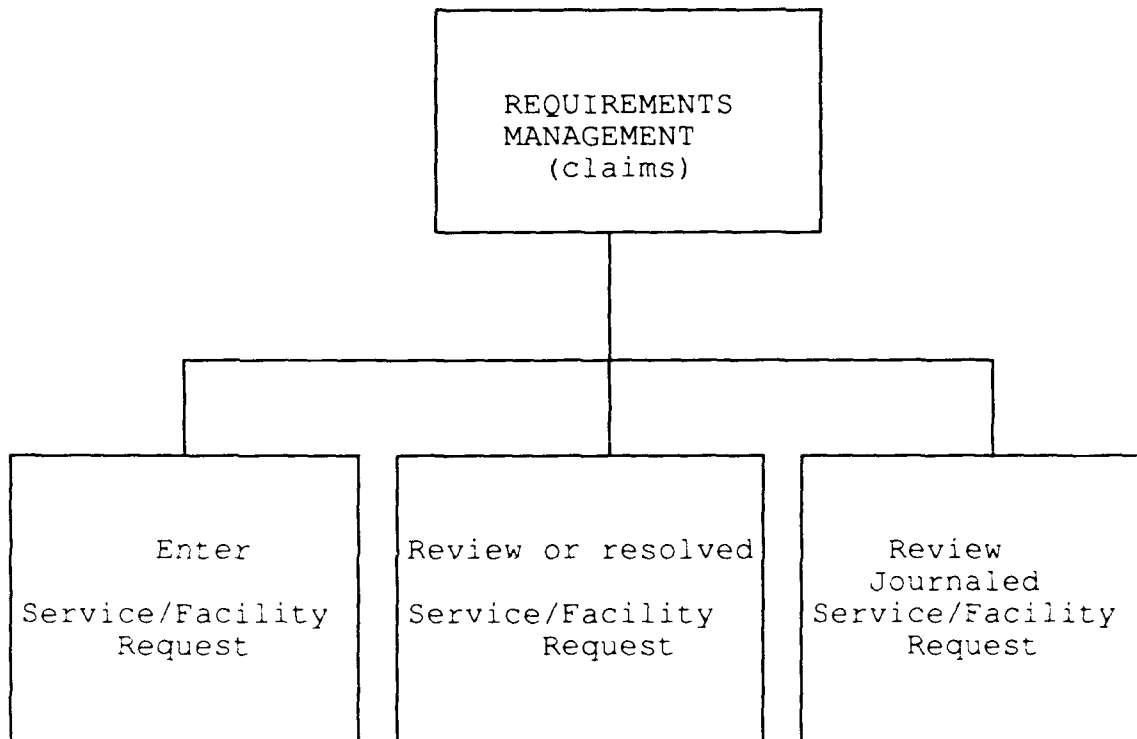 REQUIREMENTS
MANAGEMENT
(claims)
Enter
Service/Facility
Request
Review or resolved
Service/Facility
Request
Review
Journaled
Service/Facility
Request